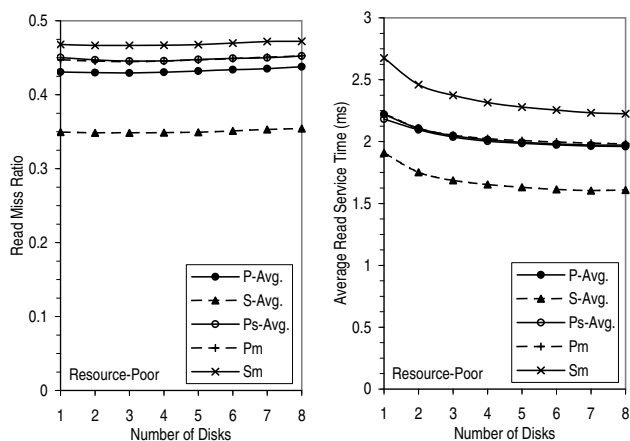 0.5
0.4
0.3
0.2
0.1
0
Read Miss Ratio
P-Avg.
S-Avg.
Ps-Avg.
Pm
Sm
Resource-Poor
1 2 3 4 5 6 7 8
Number of Disks
3
2.5
2
1.5
1
0.5
0
Average Read Service Time (ms)
P-Avg.
S-Avg.
Ps-Avg.
Pm
Sm
Resource-Poor
1 2 3 4 5 6 7 8
Number of Disks